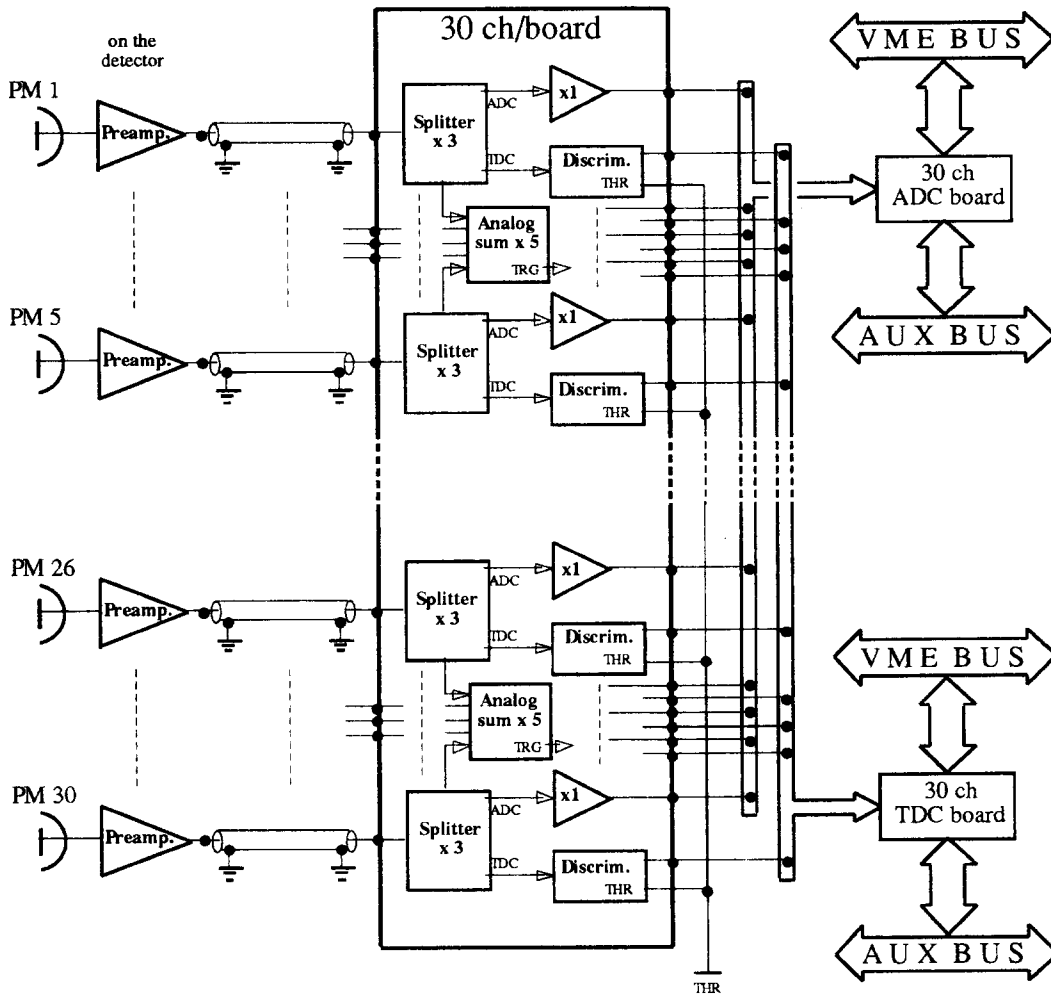 30 ch/board
VME BUS
on the
detector
PM 1
Preamp.
Splitter
x 3
ADC
TDC
x1
Discrim.
THR
30 ch
ADC board
Analog
sum x 5
TRG
PM 5
Preamp.
Splitter
x 3
ADC
TDC
x1
Discrim.
THR
AUX BUS
PM 26
Preamp.
Splitter
x 3
ADC
TDC
x1
Discrim.
THR
VME BUS
Analog
sum x 5
TRG
PM 30
Preamp.
Splitter
x 3
ADC
TDC
x1
Discrim.
THR
30 ch
TDC board
AUX BUS
THR